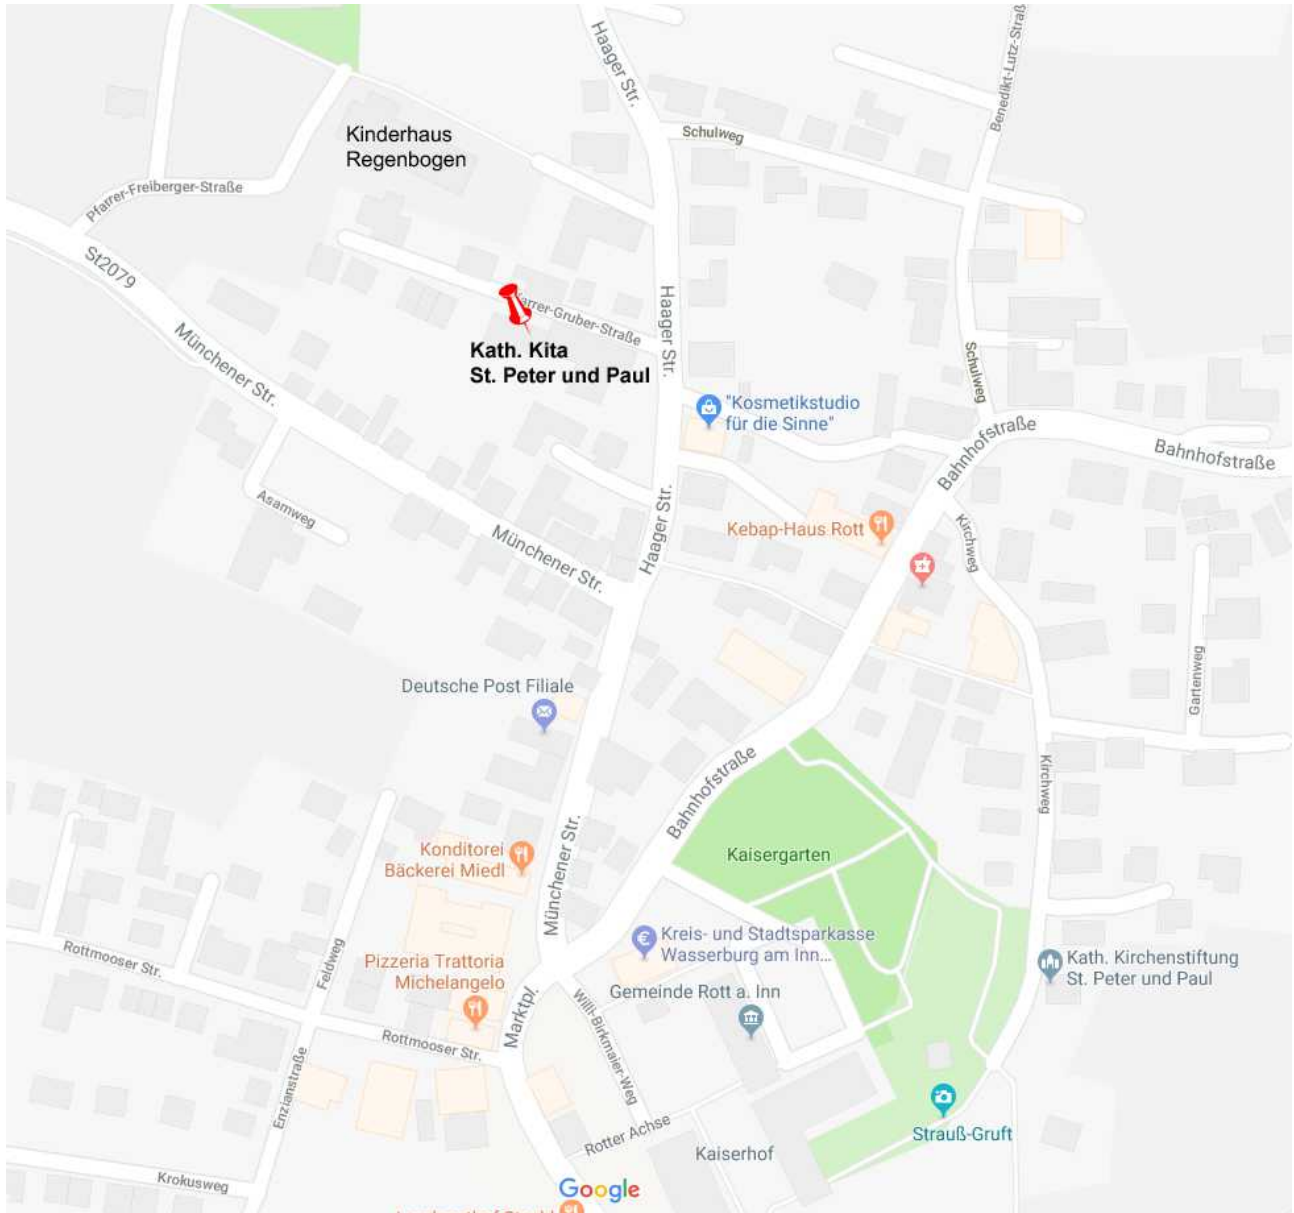 Haager Str.
Benedikt-Lutz-Straß
Schulweg
Kinderhaus
Regenbogen
Pfarrer-Freiberger-Straße
St2079
Münchener Str.
arrer-Gruber-Straße
Haager Str.
Kath. Kita
St. Peter und Paul
Schulweg
"Kosmetikstudio
für die Sinne"
Bahnhofstraße
Bahnhofstraße
Asamweg
Münchener Str.
Haager Str.
Kebap-Haus Rott
Kirchweg
Gartenweg
Deutsche Post Filiale
Bahnhofstraße
Kirchweg
Konditorei
Bäckerei Miedl
Münchener Str.
Kaisergarten
Rottmooser Str.
Feldweg
Kreis- und Stadtsparkasse
Wasserburg am Inn...
Kath. Kirchenstiftung
St. Peter und Paul
Pizzeria Trattoria
Michelangelo
Marktpl.
Willi-Birkmaier-Weg
Gemeinde Rott a. Inn
Rottmooser Str.
Enzianstraße
Rotter Achse
Kaiserhof
Strauß-Gruft
Krokusweg
Google